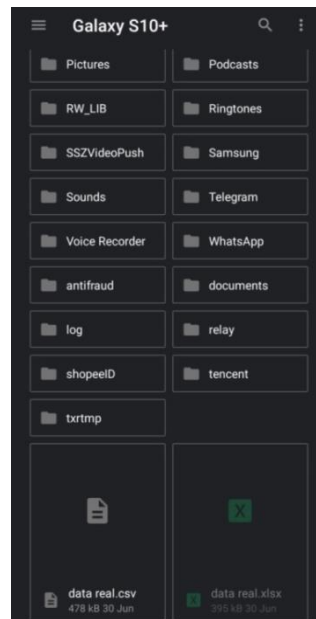 Galaxy S10+
Pictures
Podcasts
RW_LIB
Ringtones
SSZVideoPush
Samsung
Sounds
Telegram
Voice Recorder
WhatsApp
antifraud
documents
log
relay
shopeeID
tencent
txrtmp
X
data real.csv
478 kB 30 Jun
X
data real.xlsx
395 kB 30 Jun